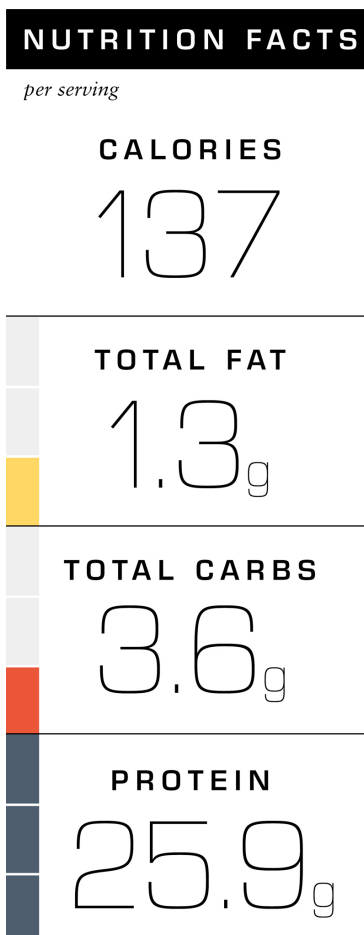 NUTRITION FACTS
per serving
CALORIES
137
TOTAL FAT
1.3g
TOTAL CARBS
3.6g
PROTEIN
25.9g